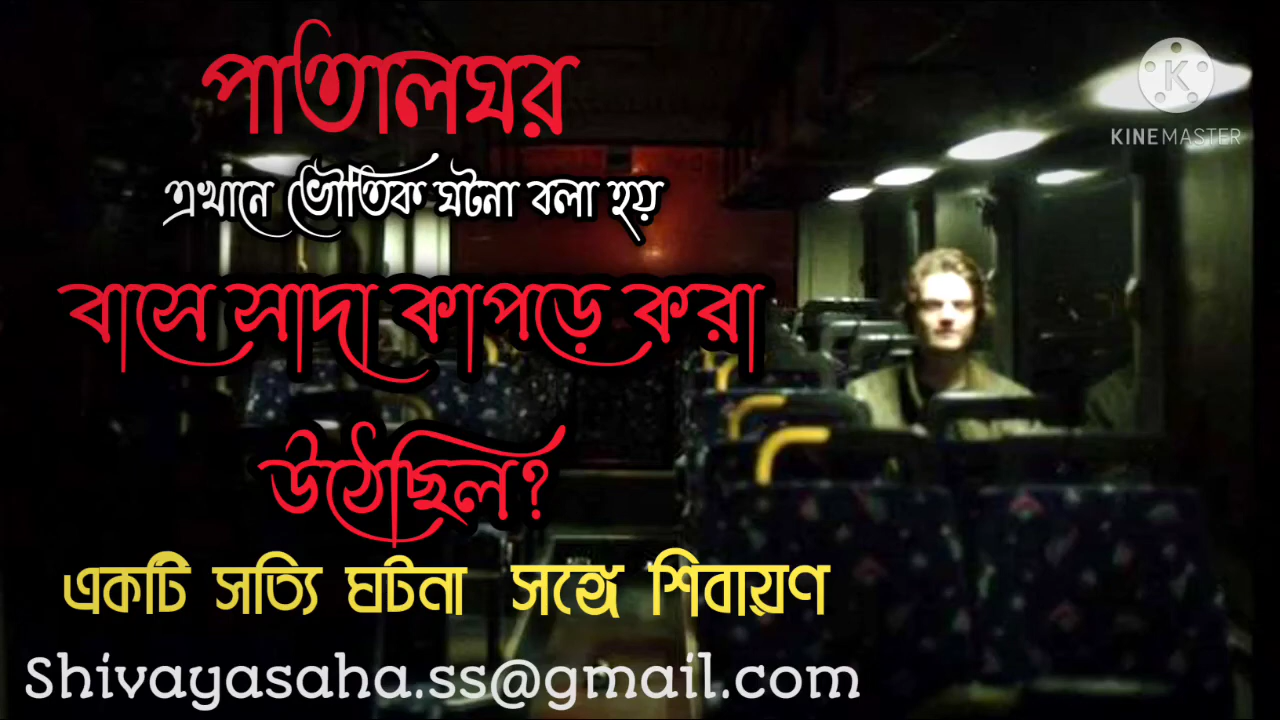 পাতালঘর
এখানে ভৌতিক ঘটনা বলা হয়
বাসে সাদা কাপড়ে করা
উঠেছিল?
একটি সত্যি ঘটনা সঙ্গে শিবায়ণ
Shivayasaha.ss@gmail.com
K
KINEMASTER